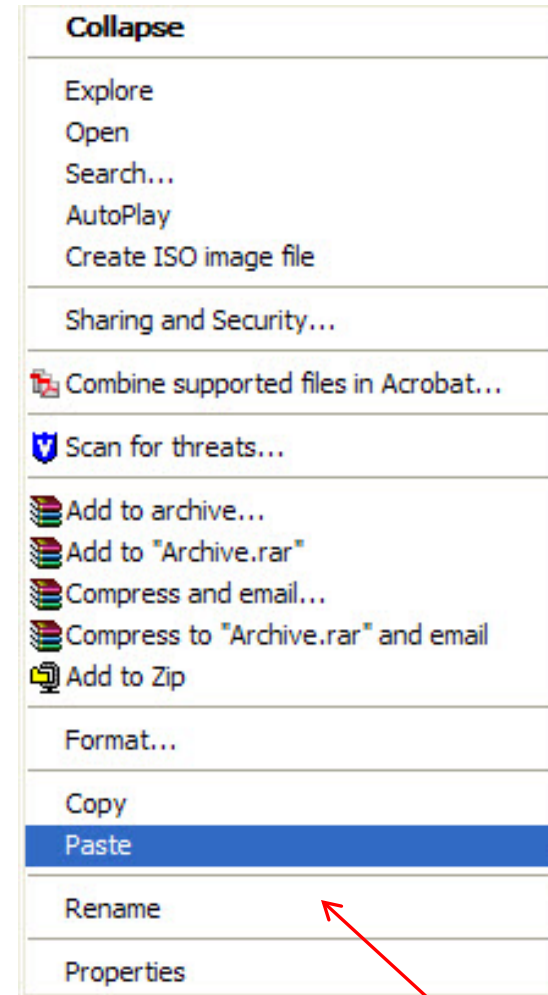 Collapse
Explore
Open
Search...
AutoPlay
Create ISO image file
Sharing and Security...
Combine supported files in Acrobat...
Scan for threats...
Add to archive...
Add to "Archive.rar"
Compress and email...
Compress to "Archive.rar" and email
Add to Zip
Format...
Copy
Paste
Rename
Properties